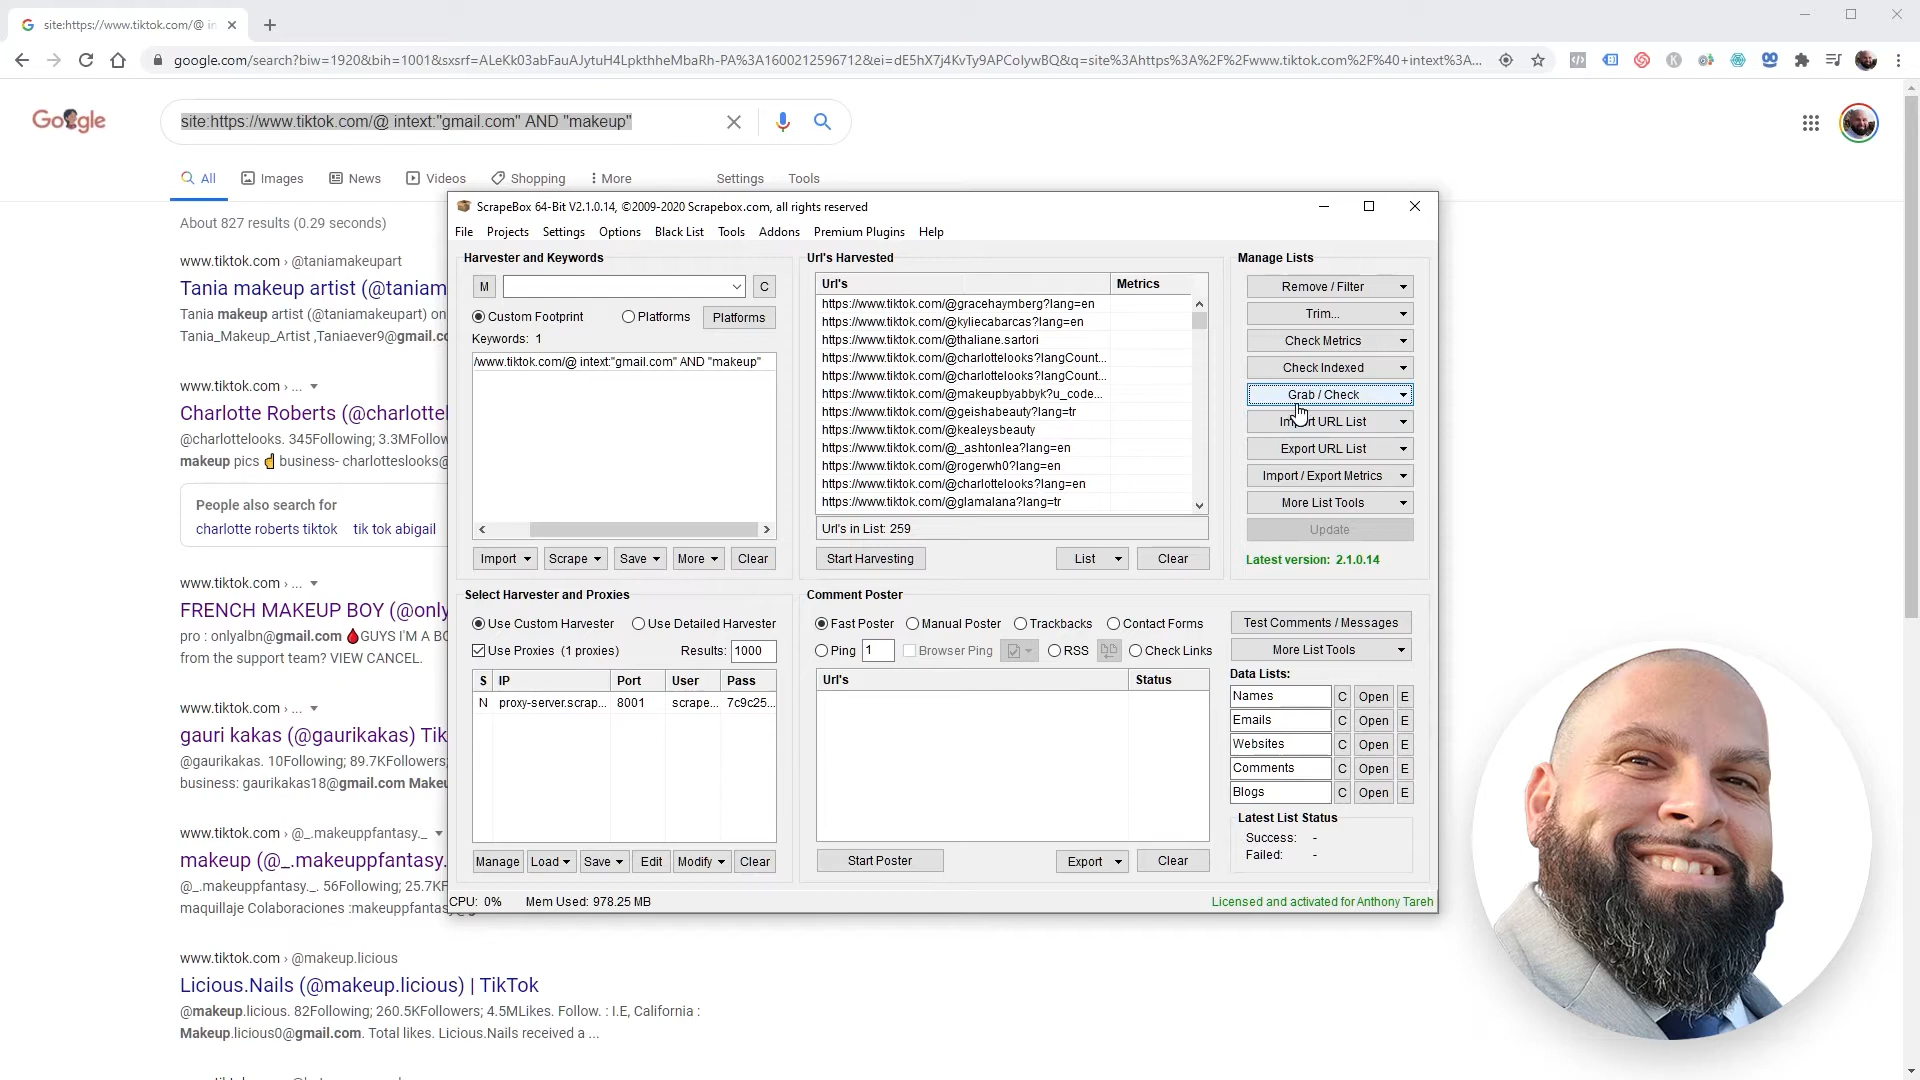 site:https://www.tiktok.com/@ in
google.com/search?biw=1920&bih=1001&sxsrf=ALeKk03abFauAJytuH4LpkthheMbaRh-PA%3A1600212596712&ei=dE5hX7j4KvTy9APCoIywBQ&q=site%3Ahttps%3A%2F%2Fwww.tiktok.com%2F%40+intext%3A...
Google
site:https://www.tiktok.com/@ intext:"gmail.com" AND "makeup"
All
Images
News
Videos
Shopping
More
Settings
Tools
About 827 results (0.29 seconds)
www.tiktok.com › @taniamakeupart
Tania makeup artist (@taniam
Tania makeup artist (@taniamakeupart) on
Tania_Makeup_Artist ,Taniaever9@gmail.co
www.tiktok.com › ...
Charlotte Roberts (@charlottel
@charlottelooks. 345Following; 3.3MFollow
makeup pics business- charlotteslooks@
People also search for
charlotte roberts tiktok
tik tok abigail
www.tiktok.com › ...
FRENCH MAKEUP BOY (@only
pro : onlyalbn@gmail.com GUYS I'M A BO
from the support team? VIEW CANCEL.
www.tiktok.com › ...
gauri kakas (@gaurikakas) Tik
@gaurikakas. 10Following; 89.7KFollowers;
business: gaurikakas18@gmail.com Makeu
www.tiktok.com › @_.makeuppfantasy._
makeup (@_.makeuppfantasy.
@_.makeuppfantasy._. 56Following; 25.7KF
maquillaje Colaboraciones :makeuppfantasy
www.tiktok.com › @makeup.licious
Licious.Nails (@makeup.licious) | TikTok
@makeup.licious. 82Following; 260.5KFollowers; 4.5MLikes. Follow. : I.E, California :
Makeup.licious0@gmail.com. Total likes. Licious.Nails received a ...
ScrapeBox 64-Bit V2.1.0.14, ©2009-2020 Scrapebox.com, all rights reserved
File
Projects
Settings
Options
Black List
Tools
Addons
Premium Plugins
Help
Harvester and Keywords
M
C
Custom Footprint
Platforms
Platforms
Keywords: 1
/www.tiktok.com/@ intext:"gmail.com" AND "makeup"
Import
Scrape
Save
More
Clear
Url's Harvested
Url's
Metrics
https://www.tiktok.com/@gracehaymberg?lang=en
https://www.tiktok.com/@kyliecabarcas?lang=en
https://www.tiktok.com/@thaliane.sartori
https://www.tiktok.com/@charlottelooks?langCount...
https://www.tiktok.com/@charlottelooks?langCount...
https://www.tiktok.com/@makeupbyabbyk?u_code...
https://www.tiktok.com/@geishabeauty?lang=tr
https://www.tiktok.com/@kealeysbeauty
https://www.tiktok.com/@_ashtonlea?lang=en
https://www.tiktok.com/@rogerwh0?lang=en
https://www.tiktok.com/@charlottelooks?lang=en
https://www.tiktok.com/@glamalana?lang=tr
Url's in List: 259
Start Harvesting
List
Clear
Manage Lists
Remove / Filter
Trim...
Check Metrics
Check Indexed
Grab / Check
Import URL List
Export URL List
Import / Export Metrics
More List Tools
Update
Latest version: 2.1.0.14
Select Harvester and Proxies
Use Custom Harvester
Use Detailed Harvester
Use Proxies (1 proxies)
Results:
1000
S
IP
Port
User
Pass
N
proxy-server.scrap...
8001
scrape...
7c9c25...
Manage
Load
Save
Edit
Modify
Clear
Comment Poster
Fast Poster
Manual Poster
Trackbacks
Contact Forms
Ping
1
Browser Ping
RSS
Check Links
Url's
Status
Start Poster
Export
Clear
Test Comments / Messages
More List Tools
Data Lists:
Names
C
Open
E
Emails
C
Open
E
Websites
C
Open
E
Comments
C
Open
E
Blogs
C
Open
E
Latest List Status
Success: -
Failed: -
CPU: 0%
Mem Used: 978.25 MB
Licensed and activated for Anthony Tareh